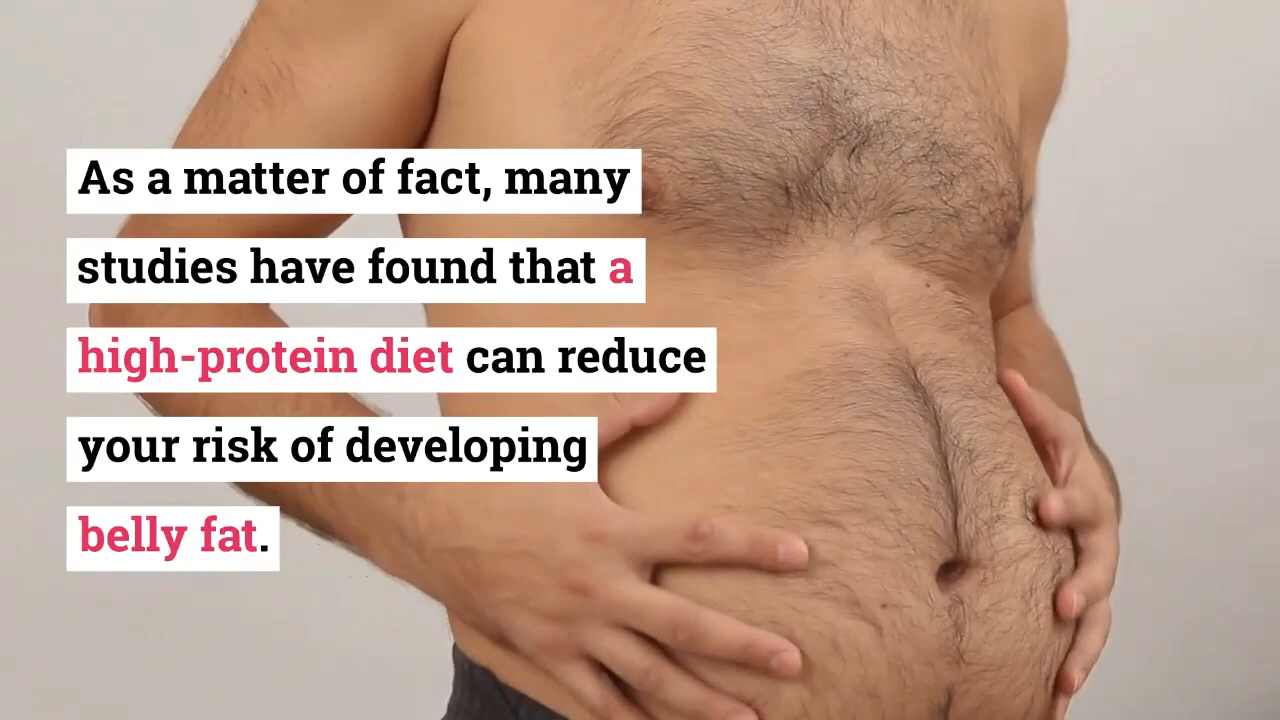 As a matter of fact, many
studies have found that a
high-protein diet can reduce
your risk of developing
belly fat.